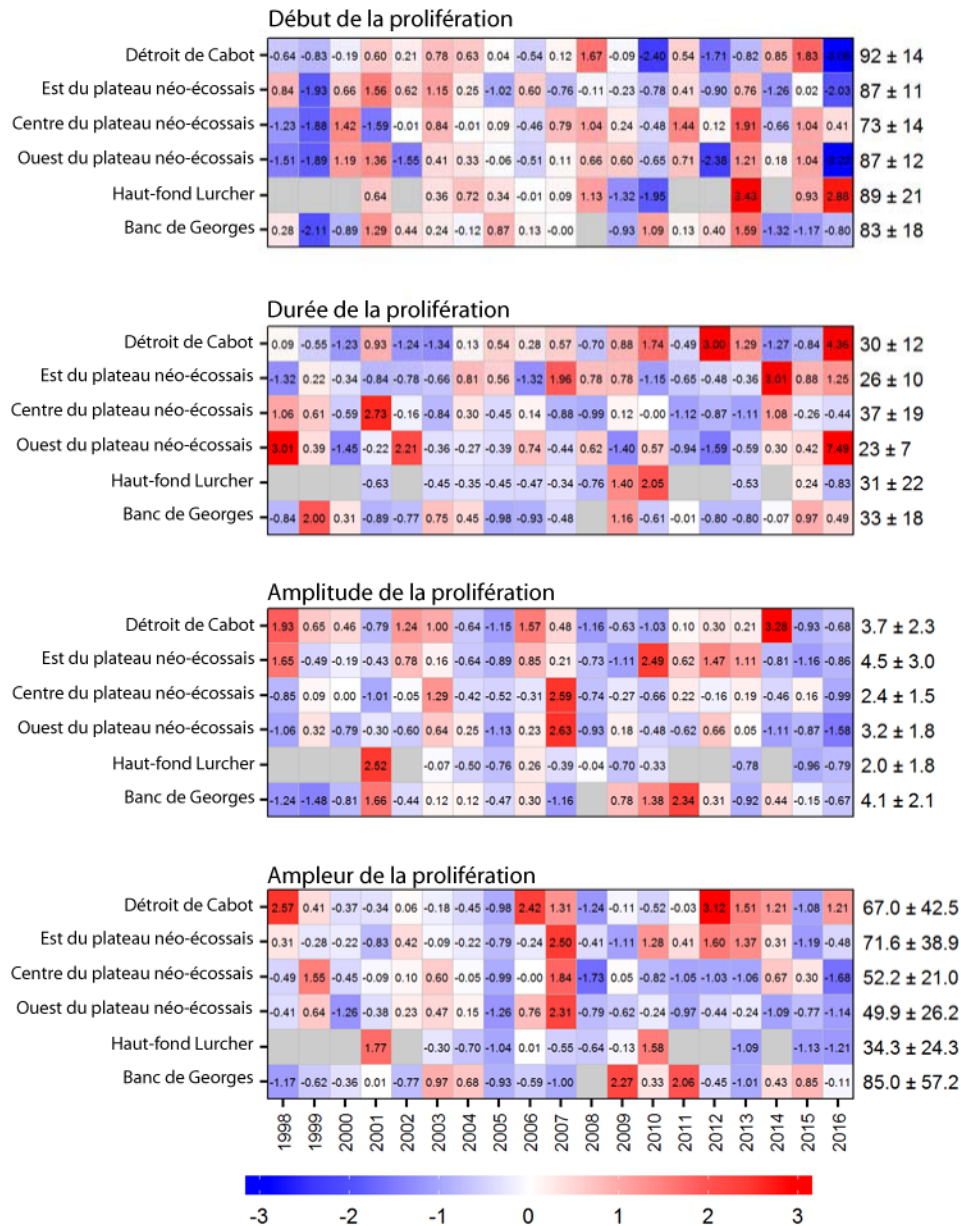 Début de la prolifération
Détroit de Cabot -0.64 -0.83 -0.19 0.60 0.21 0.78 0.63 0.04 -0.54 0.12 1.67 -0.09 -2.40 0.54 -1.71 -0.82 0.85 1.83 92 ± 14
Est du plateau néo-écossais 0.84 -1.93 0.66 1.56 0.62 1.15 0.25 -1.02 0.60 -0.76 -0.11 -0.23 -0.78 0.41 -0.90 0.76 -1.26 0.02 -2.03 87 ± 11
Centre du plateau néo-écossais -1.23 -1.88 1.42 -1.59 -0.01 0.84 -0.01 0.09 -0.46 0.79 1.04 0.24 -0.48 1.44 0.12 1.91 -0.66 1.04 0.41 73 ± 14
Ouest du plateau néo-écossais -1.51 -1.89 1.19 1.36 -1.55 0.41 0.33 -0.06 -0.51 0.11 0.66 0.60 -0.65 0.71 -2.38 1.21 0.18 1.04 87 ± 12
Haut-fond Lurcher 0.64 0.36 0.72 0.34 -0.01 0.09 1.13 -1.32 -1.95 3.43 0.93 2.88 89 ± 21
Banc de Georges 0.28 -2.11 -0.89 1.29 0.44 0.24 -0.12 0.87 0.13 -0.00 -0.93 1.09 0.13 0.40 1.59 -1.32 -1.17 -0.80 83 ± 18
Durée de la prolifération
Détroit de Cabot 0.09 -0.55 -1.23 0.93 -1.24 -1.34 0.13 0.54 0.28 0.57 -0.70 0.88 1.74 -0.49 3.00 1.29 -1.27 -0.84 4.36 30 ± 12
Est du plateau néo-écossais -1.32 0.22 -0.34 -0.84 -0.78 -0.66 0.81 0.56 -1.32 1.96 0.78 0.78 -1.15 -0.65 -0.48 -0.36 3.01 0.88 1.25 26 ± 10
Centre du plateau néo-écossais 1.06 0.61 -0.59 2.73 -0.16 -0.84 0.30 -0.45 0.14 -0.88 -0.99 0.12 -0.00 -1.12 -0.87 -1.11 1.08 -0.26 -0.44 37 ± 19
Ouest du plateau néo-écossais 3.01 0.39 -1.45 -0.22 2.21 -0.36 -0.27 -0.39 0.74 -0.44 0.62 -1.40 0.57 -0.94 -1.59 -0.59 0.30 0.42 7.49 23 ± 7
Haut-fond Lurcher -0.63 -0.45 -0.35 -0.45 -0.47 -0.34 -0.76 1.40 2.05 -0.53 0.24 -0.83 31 ± 22
Banc de Georges -0.84 2.00 0.31 -0.89 -0.77 0.75 0.45 -0.98 -0.93 -0.48 1.16 -0.61 -0.01 -0.80 -0.80 -0.07 0.97 0.49 33 ± 18
Amplitude de la prolifération
Détroit de Cabot 1.93 0.65 0.46 -0.79 1.24 1.00 -0.64 -1.15 1.57 0.48 -1.16 -0.63 -1.03 0.10 0.30 0.21 3.28 -0.93 -0.68 3.7 ± 2.3
Est du plateau néo-écossais 1.65 -0.49 -0.19 -0.43 0.78 0.16 -0.64 -0.89 0.85 0.21 -0.73 -1.11 2.49 0.62 1.47 1.11 -0.81 -1.16 -0.86 4.5 ± 3.0
Centre du plateau néo-écossais -0.85 0.09 0.00 -1.01 -0.05 1.29 -0.42 -0.52 -0.31 2.59 -0.74 -0.27 -0.66 0.22 -0.16 0.19 -0.46 0.16 -0.99 2.4 ± 1.5
Ouest du plateau néo-écossais -1.06 0.32 -0.79 -0.30 -0.60 0.64 0.25 -1.13 0.23 2.63 -0.93 0.18 -0.48 -0.62 0.66 0.05 -1.11 -0.87 -1.58 3.2 ± 1.8
Haut-fond Lurcher 2.52 -0.07 -0.50 -0.76 0.26 -0.39 -0.04 -0.70 -0.33 -0.78 -0.96 -0.79 2.0 ± 1.8
Banc de Georges -1.24 -1.48 -0.81 1.66 -0.44 0.12 0.12 -0.47 0.30 -1.16 0.78 1.38 2.34 0.31 -0.92 0.44 -0.15 -0.67 4.1 ± 2.1
Ampleur de la prolifération
Détroit de Cabot 2.57 0.41 -0.37 -0.34 0.06 -0.18 -0.45 -0.98 2.42 1.31 -1.24 -0.11 -0.52 -0.03 3.12 1.51 1.21 -1.08 1.21 67.0 ± 42.5
Est du plateau néo-écossais 0.31 -0.28 -0.22 -0.83 0.42 -0.09 -0.22 -0.79 -0.24 2.50 -0.41 -1.11 1.28 0.41 1.60 1.37 0.31 -1.19 -0.48 71.6 ± 38.9
Centre du plateau néo-écossais -0.49 1.55 -0.45 -0.09 0.10 0.60 -0.05 -0.99 -0.00 1.84 -1.73 0.05 -0.82 -1.05 -1.03 -1.06 0.67 0.30 -1.68 52.2 ± 21.0
Ouest du plateau néo-écossais -0.41 0.64 -1.26 -0.38 0.23 0.47 0.15 -1.26 0.76 2.31 -0.79 -0.62 -0.24 -0.97 -0.44 -0.24 -1.09 -0.77 -1.14 49.9 ± 26.2
Haut-fond Lurcher 1.77 -0.30 -0.70 -1.04 0.01 -0.55 -0.64 -0.13 1.58 -1.09 -1.13 -1.21 34.3 ± 24.3
Banc de Georges -1.17 -0.62 -0.36 0.01 -0.77 0.97 0.68 -0.93 -0.59 -1.00 2.27 0.33 2.06 -0.45 -1.01 0.43 0.85 -0.11 85.0 ± 57.2
1998 1999 2000 2001 2002 2003 2004 2005 2006 2007 2008 2009 2010 2011 2012 2013 2014 2015 2016
-3 -2 -1 0 1 2 3